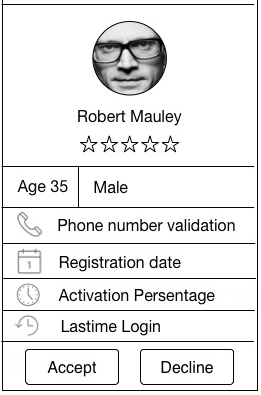 Robert Mauley
Age 35 Male
1 Phone number validation
Registration date
Activation Persentage
Lastime Login
Accept Decline